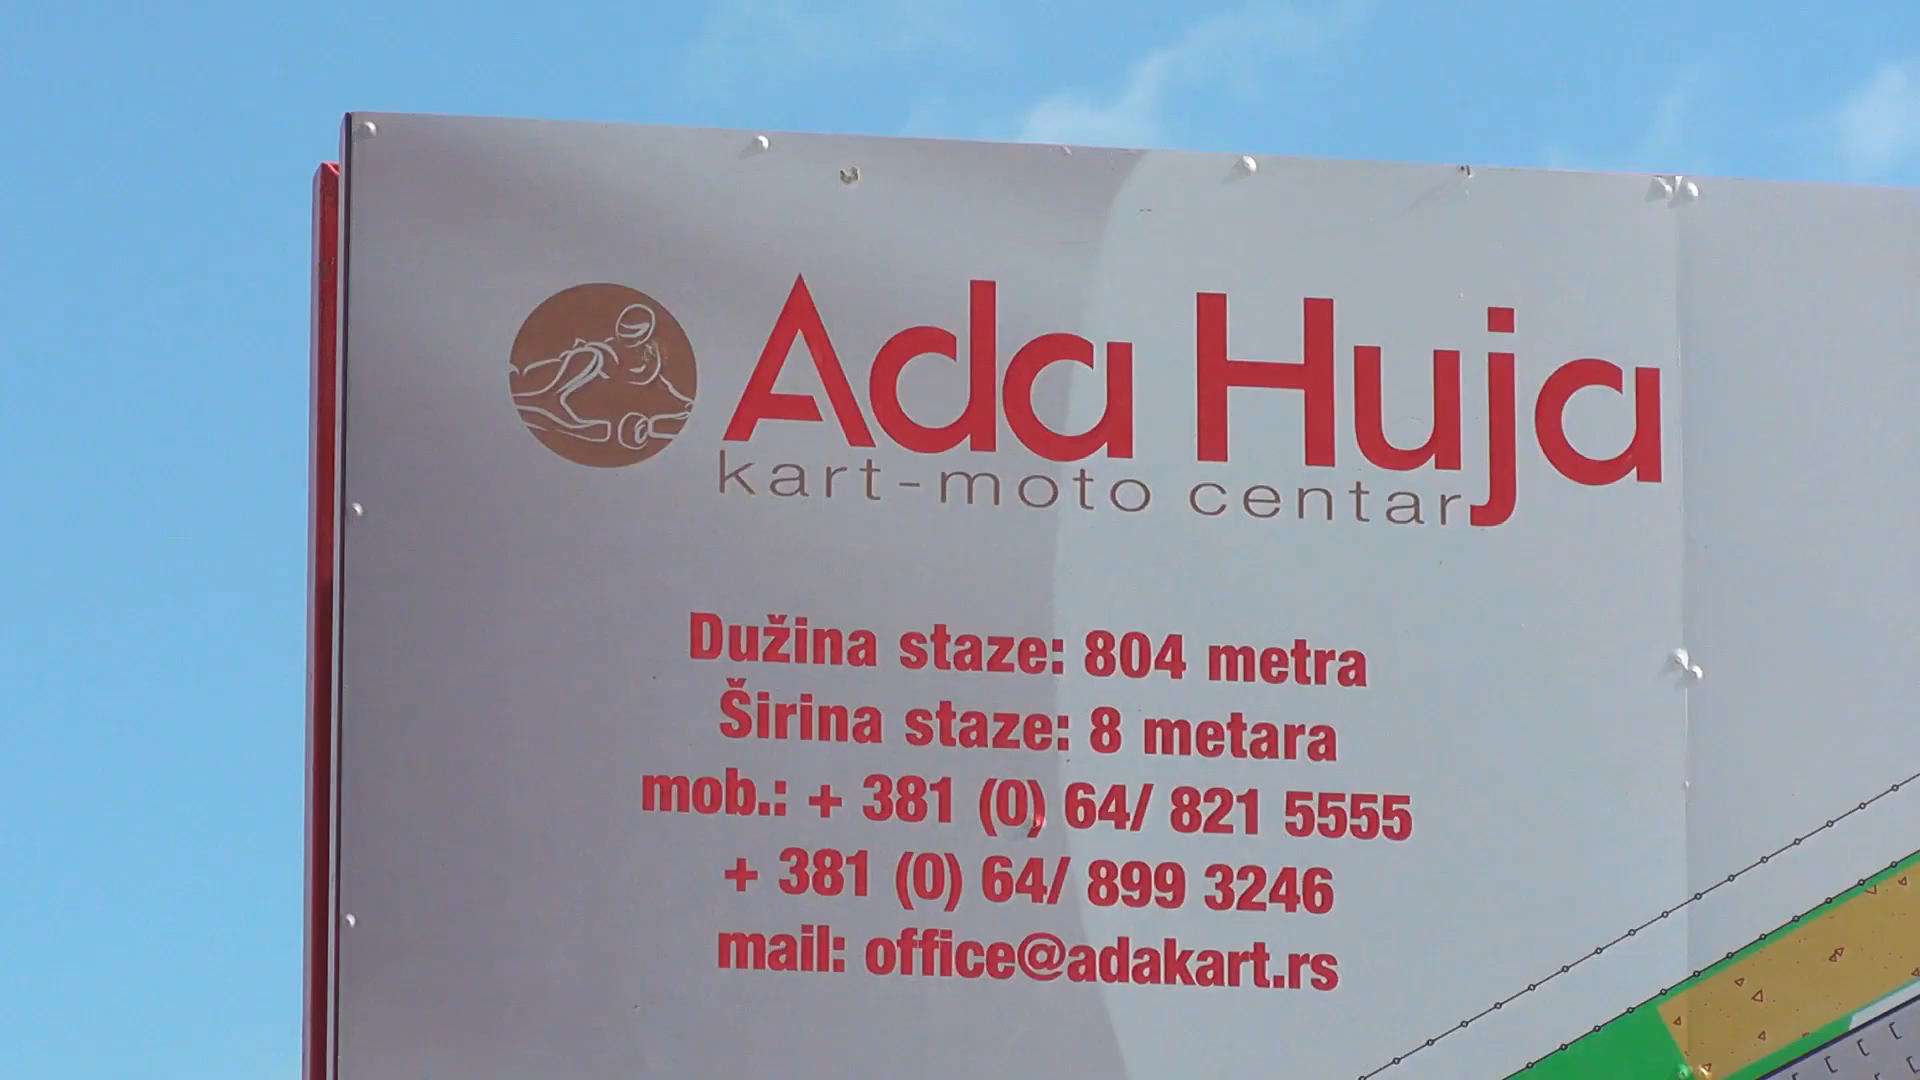 Ada Huja
kart-moto centar
Dužina staze: 804 metra
Širina staze: 8 metara
mob.: + 381 (0) 64/ 821 5555
+ 381 (0) 64/ 899 3246
mail: office@adakart.rs